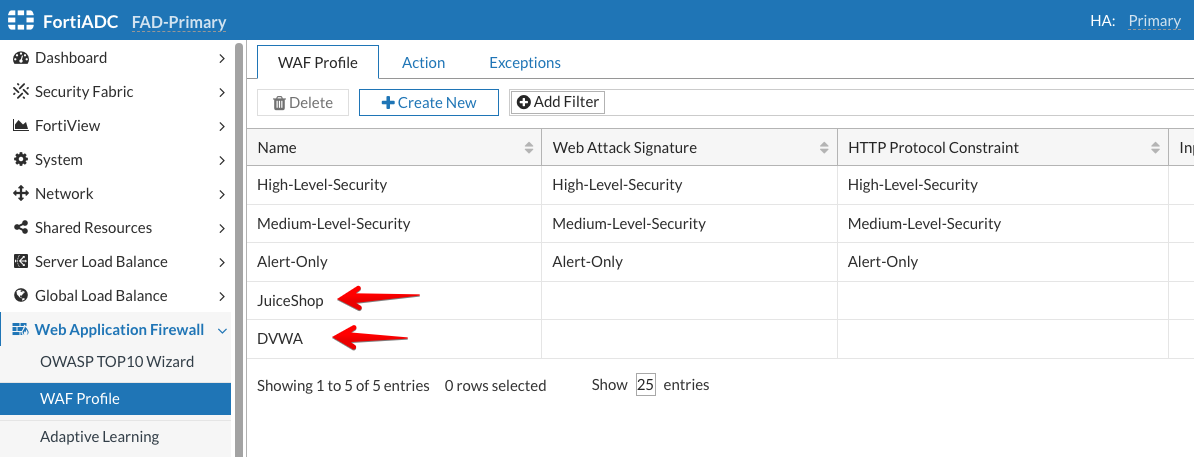 FortiADC FAD-Primary HA: Primary
Dashboard
Security Fabric
FortiView
System
Network
Shared Resources
Server Load Balance
Global Load Balance
Web Application Firewall
OWASP TOP10 Wizard
WAF Profile
Adaptive Learning
WAF Profile Action Exceptions
Delete Create New Add Filter
Name Web Attack Signature HTTP Protocol Constraint
High-Level-Security High-Level-Security High-Level-Security
Medium-Level-Security Medium-Level-Security Medium-Level-Security
Alert-Only Alert-Only Alert-Only
JuiceShop
DVWA
Showing 1 to 5 of 5 entries 0 rows selected Show 25 entries